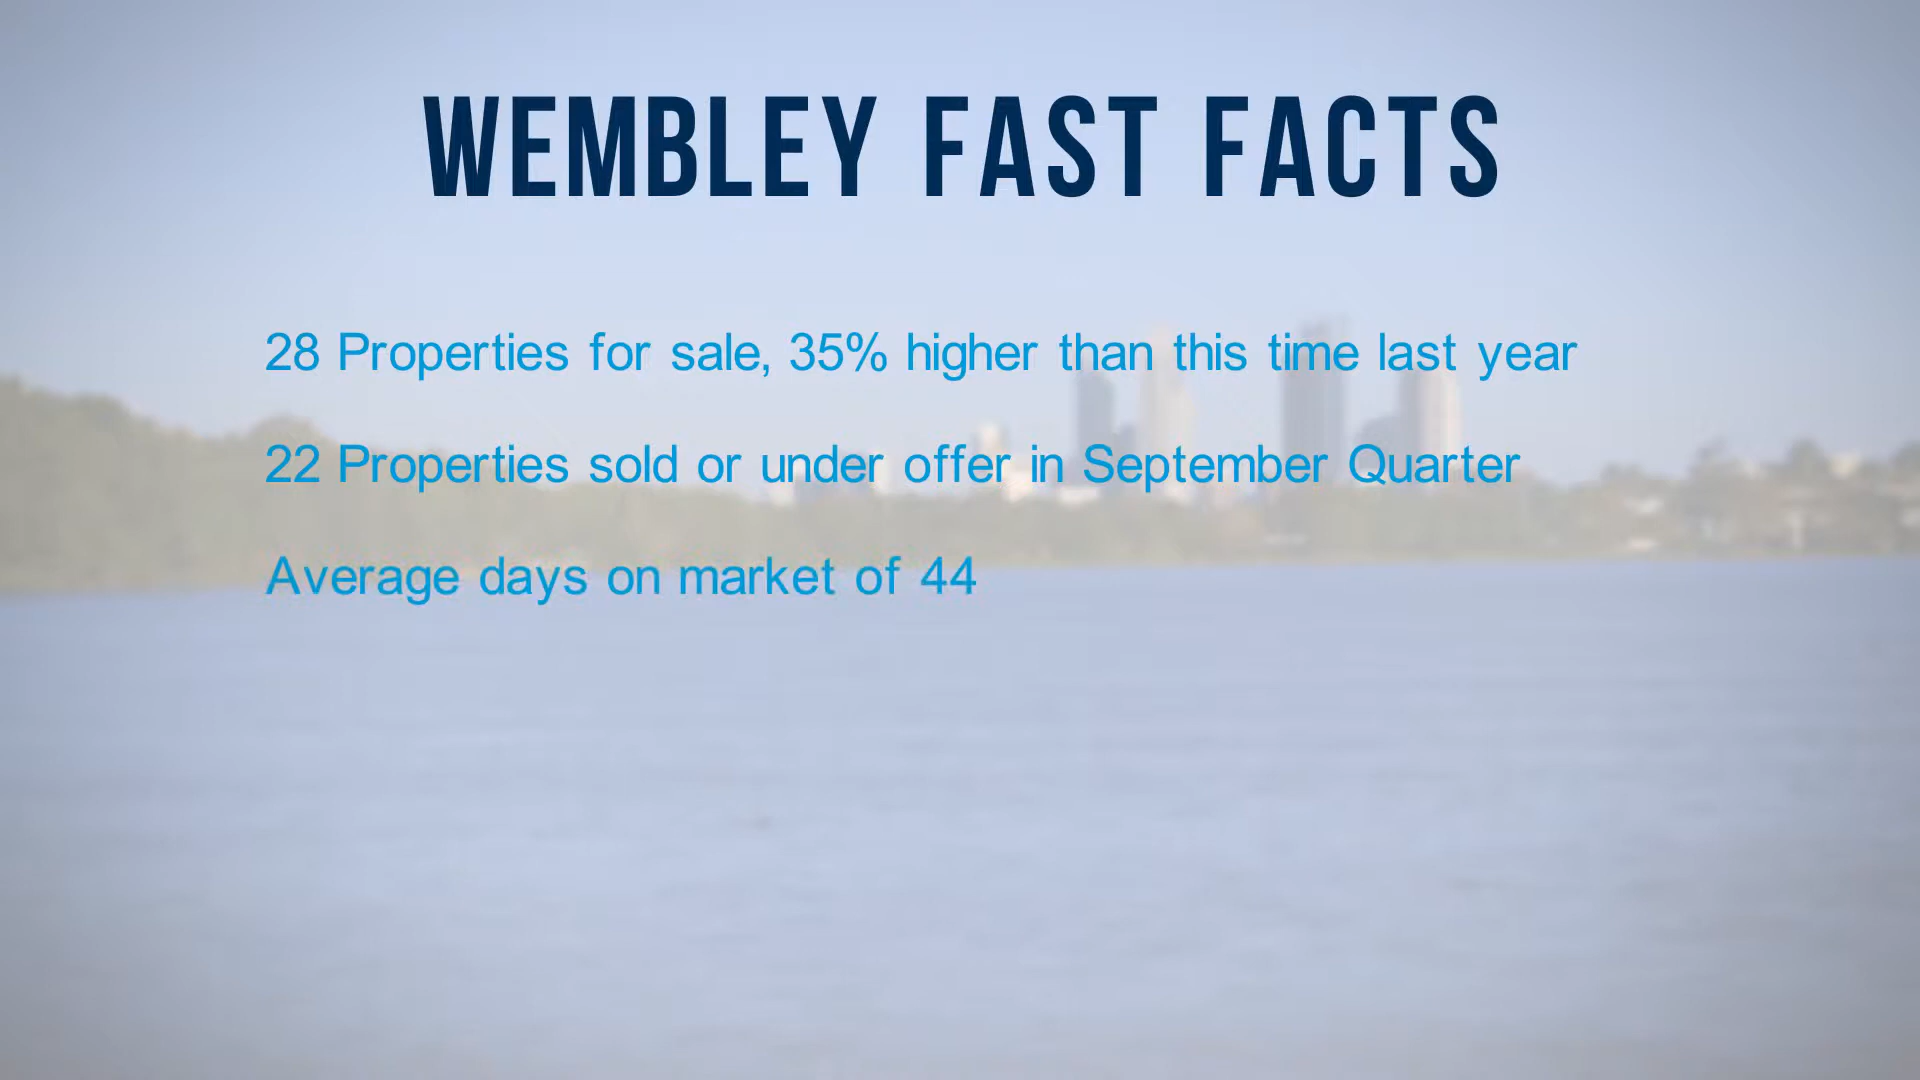 WEMBLEY FAST FACTS
28 Properties for sale, 35% higher than this time last year
22 Properties sold or under offer in September Quarter
Average days on market of 44